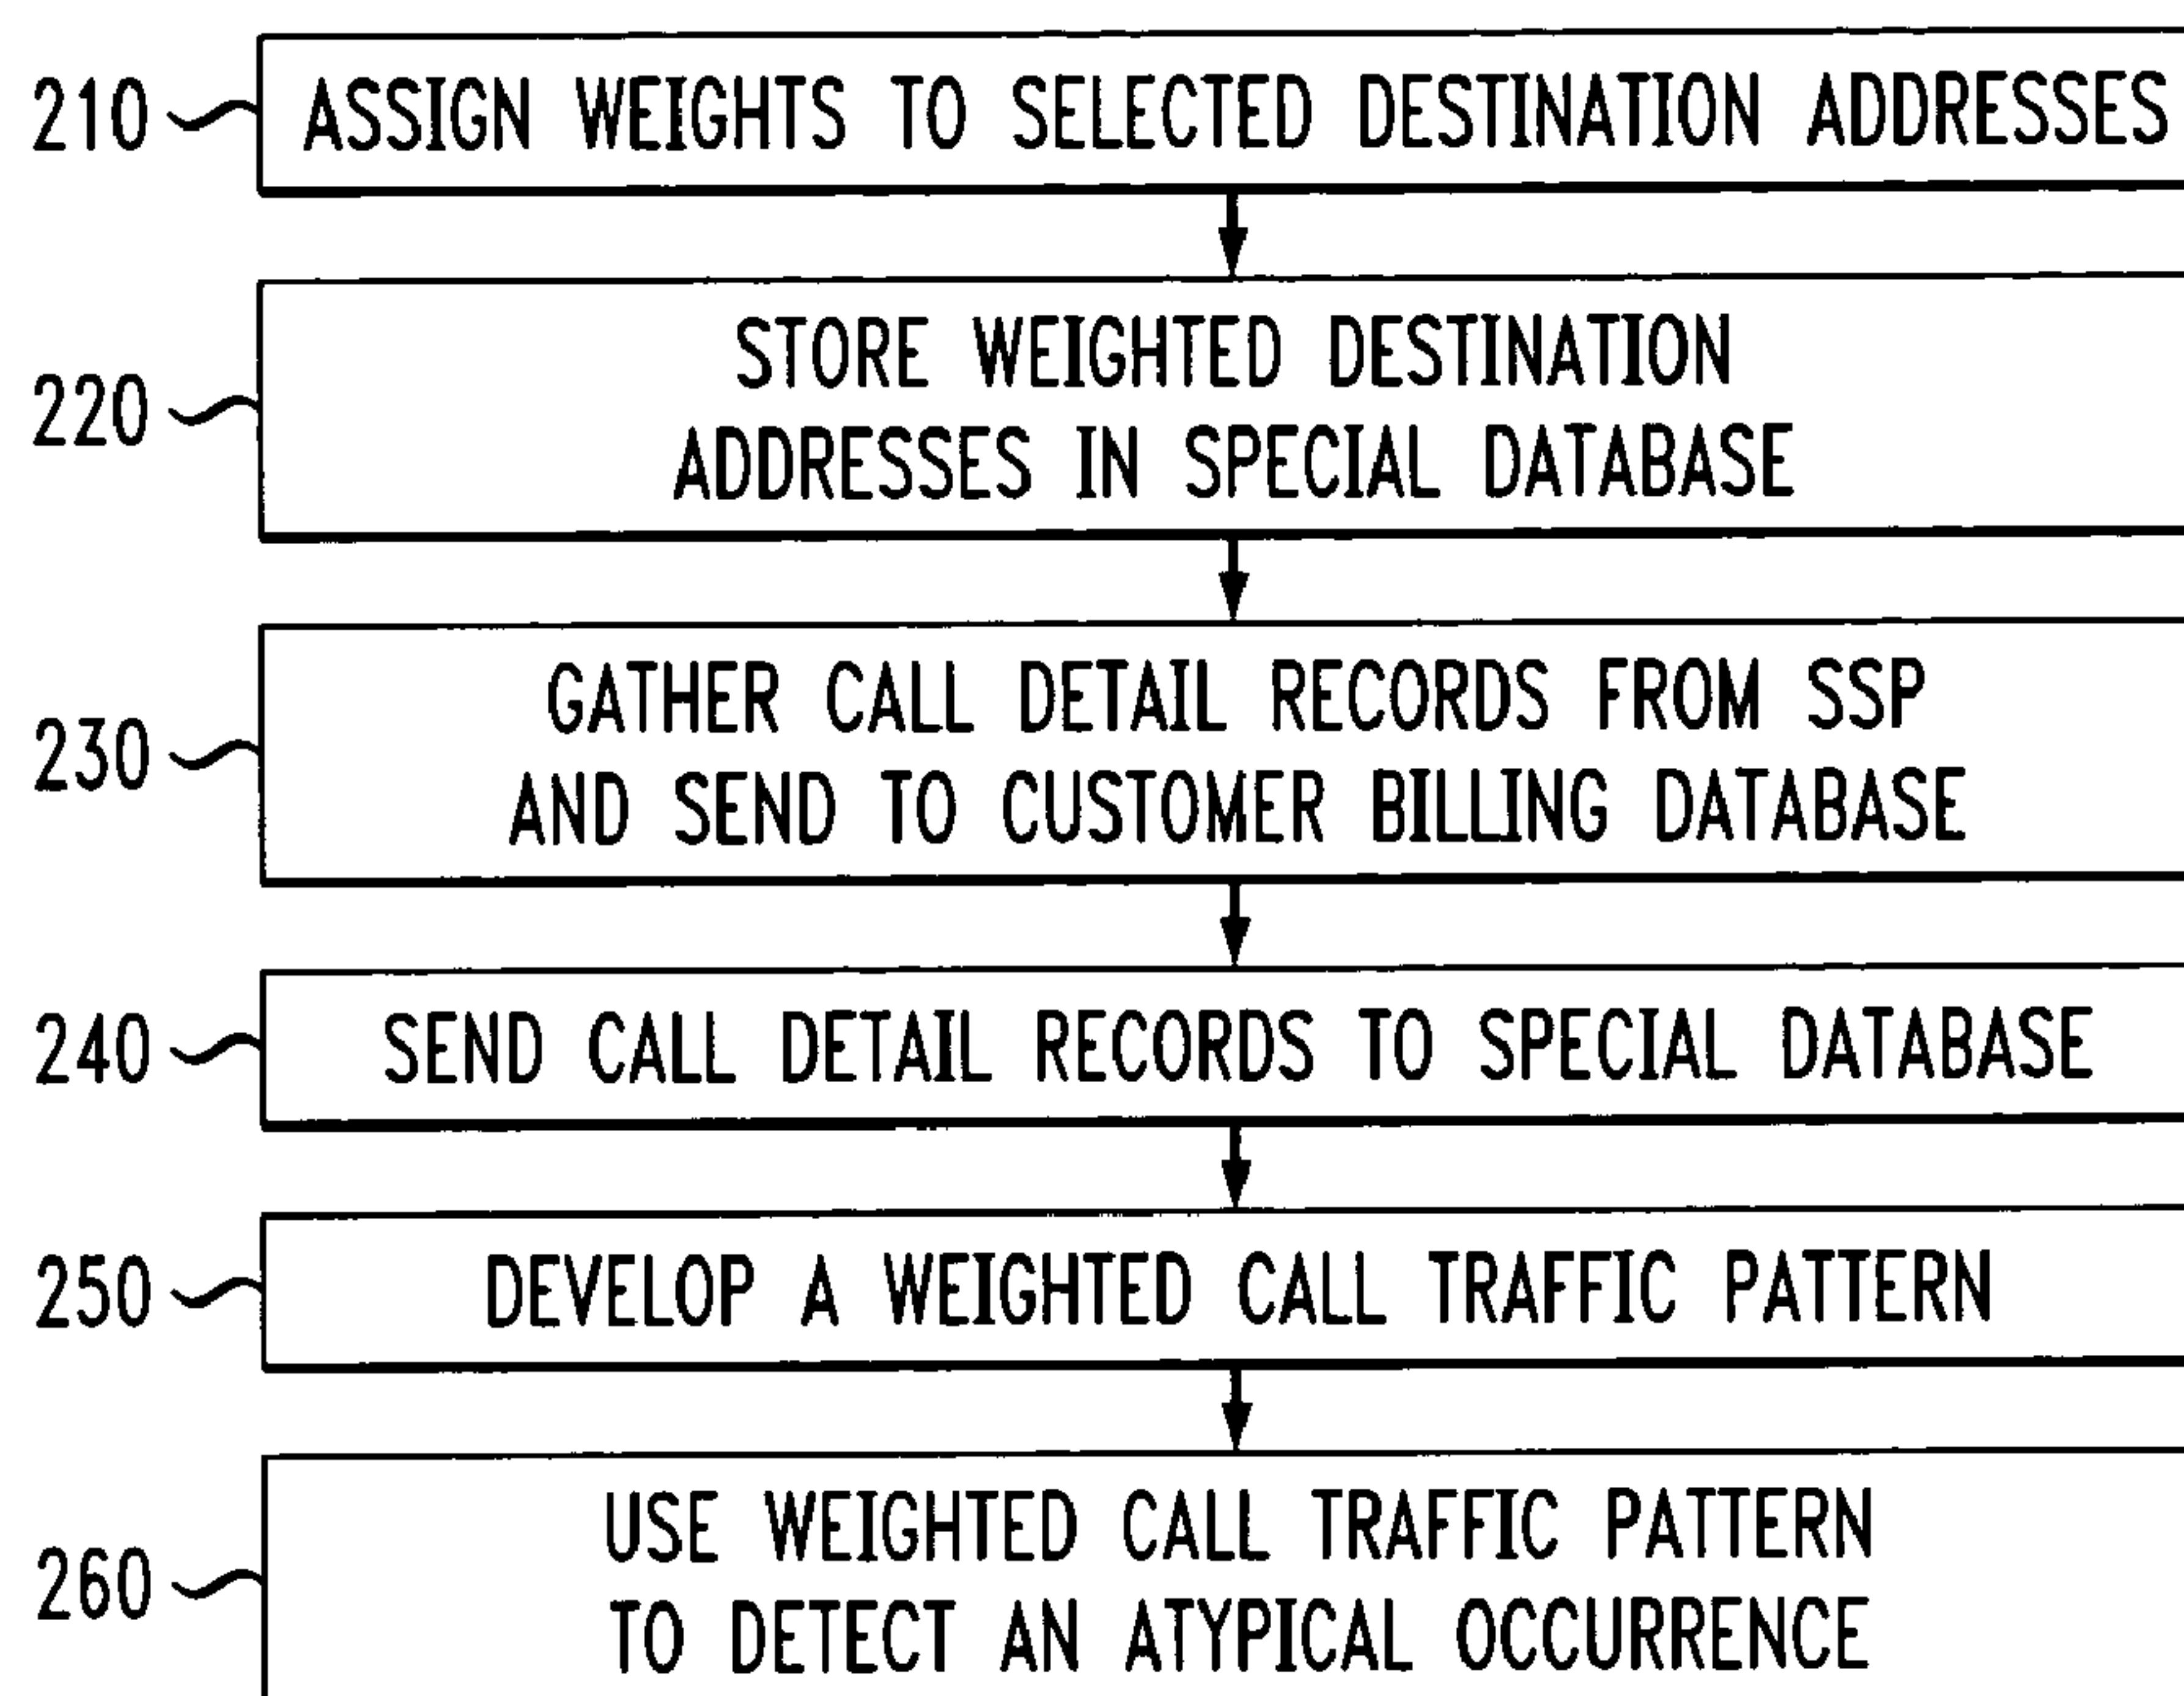 210 ASSIGN WEIGHTS TO SELECTED DESTINATION ADDRESSES
220 STORE WEIGHTED DESTINATION
ADDRESSES IN SPECIAL DATABASE
230 GATHER CALL DETAIL RECORDS FROM SSP
AND SEND TO CUSTOMER BILLING DATABASE
240 SEND CALL DETAIL RECORDS TO SPECIAL DATABASE
250 DEVELOP A WEIGHTED CALL TRAFFIC PATTERN
260 USE WEIGHTED CALL TRAFFIC PATTERN
TO DETECT AN ATYPICAL OCCURRENCE